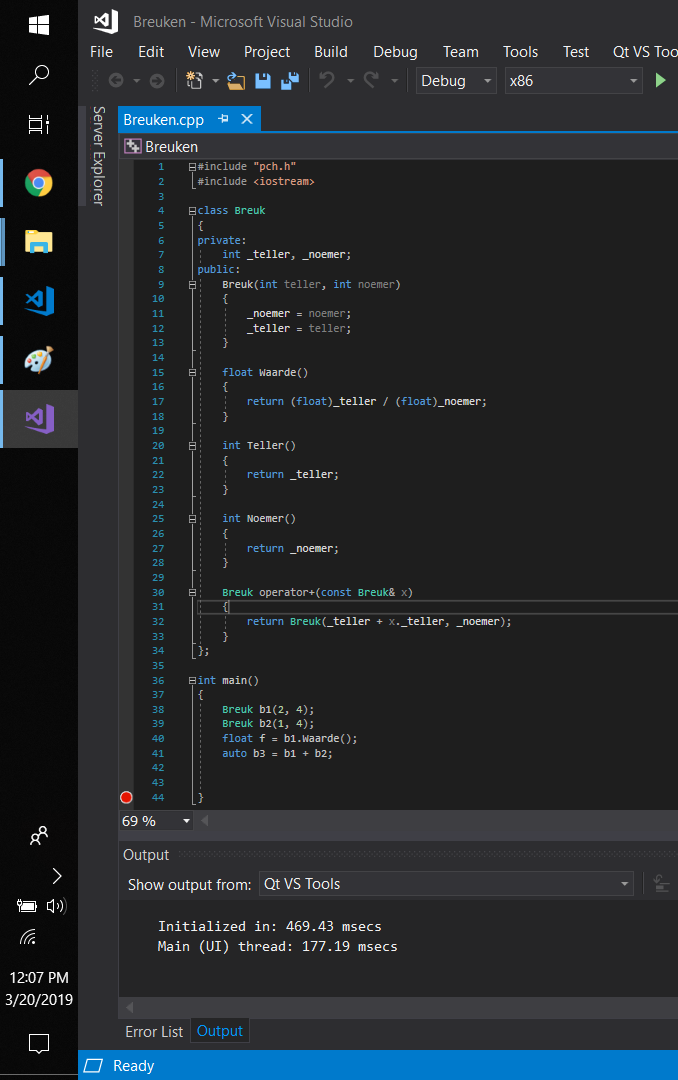 Breuken - Microsoft Visual Studio
File Edit View Project Build Debug Team Tools Test Qt VS Too
Debug x86
Server Explorer
Breuken.cpp
Breuken
1 #include "pch.h"
2 #include <iostream>
3
4 class Breuk
5 {
6 private:
7 int _teller, _noemer;
8 public:
9 Breuk(int teller, int noemer)
10 {
11 _noemer = noemer;
12 _teller = teller;
13 }
14
15 float Waarde()
16 {
17 return (float)_teller / (float)_noemer;
18 }
19
20 int Teller()
21 {
22 return _teller;
23 }
24
25 int Noemer()
26 {
27 return _noemer;
28 }
29
30 Breuk operator+(const Breuk& x)
31 {
32 return Breuk(_teller + x._teller, _noemer);
33 }
34 };
35
36 int main()
37 {
38 Breuk b1(2, 4);
39 Breuk b2(1, 4);
40 float f = b1.Waarde();
41 auto b3 = b1 + b2;
42
43
44 }
69 %
Output
Show output from: Qt VS Tools
Initialized in: 469.43 msecs
Main (UI) thread: 177.19 msecs
Error List Output
Ready
12:07 PM
3/20/2019